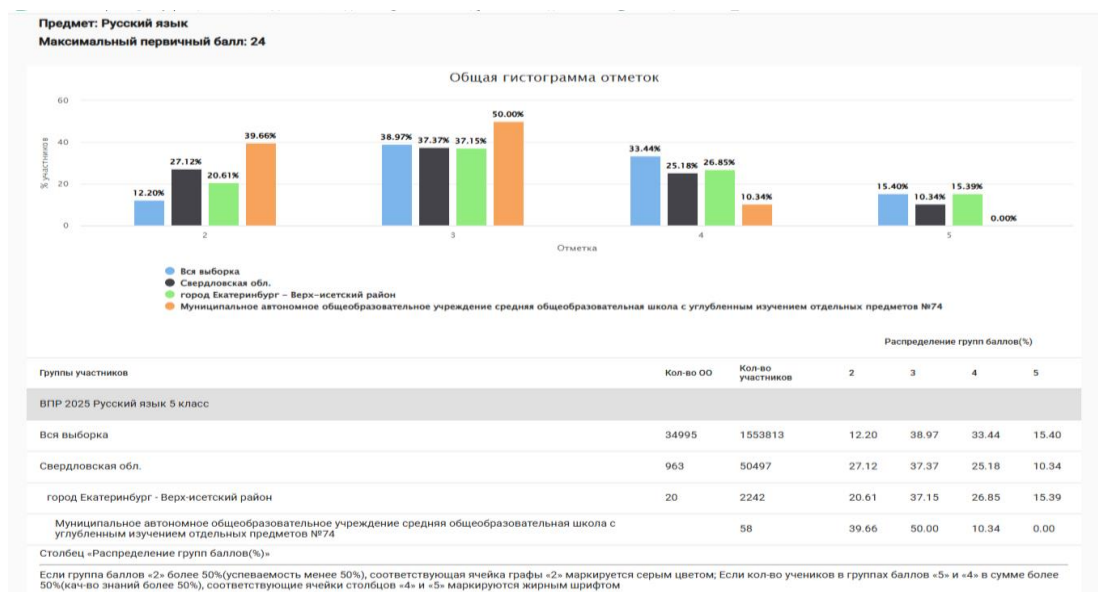 Предмет: Русский язык
Максимальный первичный балл: 24
Общая гистограмма отметок
60
40
20
0
% участников
12.20%
27.12%
20.61%
39.66%
38.97%
37.37%
37.15%
50.00%
33.44%
25.18%
26.85%
10.34%
15.40%
10.34%
15.39%
0.00%
2
3
4
5
Отметка
Вся выборка
Свердловская обл.
город Екатеринбург – Верх-исетский район
Муниципальное автономное общеобразовательное учреждение средняя общеобразовательная школа с углубленным изучением отдельных предметов №74
Распределение групп баллов(%)
Группы участников Кол-во ОО Кол-во участников 2 3 4 5
ВПР 2025 Русский язык 5 класс
Вся выборка 34995 1553813 12.20 38.97 33.44 15.40
Свердловская обл. 963 50497 27.12 37.37 25.18 10.34
город Екатеринбург - Верх-исетский район 20 2242 20.61 37.15 26.85 15.39
Муниципальное автономное общеобразовательное учреждение средняя общеобразовательная школа с
углубленным изучением отдельных предметов №74 58 39.66 50.00 10.34 0.00
Столбец «Распределение групп баллов(%)»
Если группа баллов «2» более 50%(успеваемость менее 50%), соответствующая ячейка графы «2» маркируется серым цветом; Если кол-во учеников в группах баллов «5» и «4» в сумме более
50%(кач-во знаний более 50%), соответствующие ячейки столбцов «4» и «5» маркируются жирным шрифтом